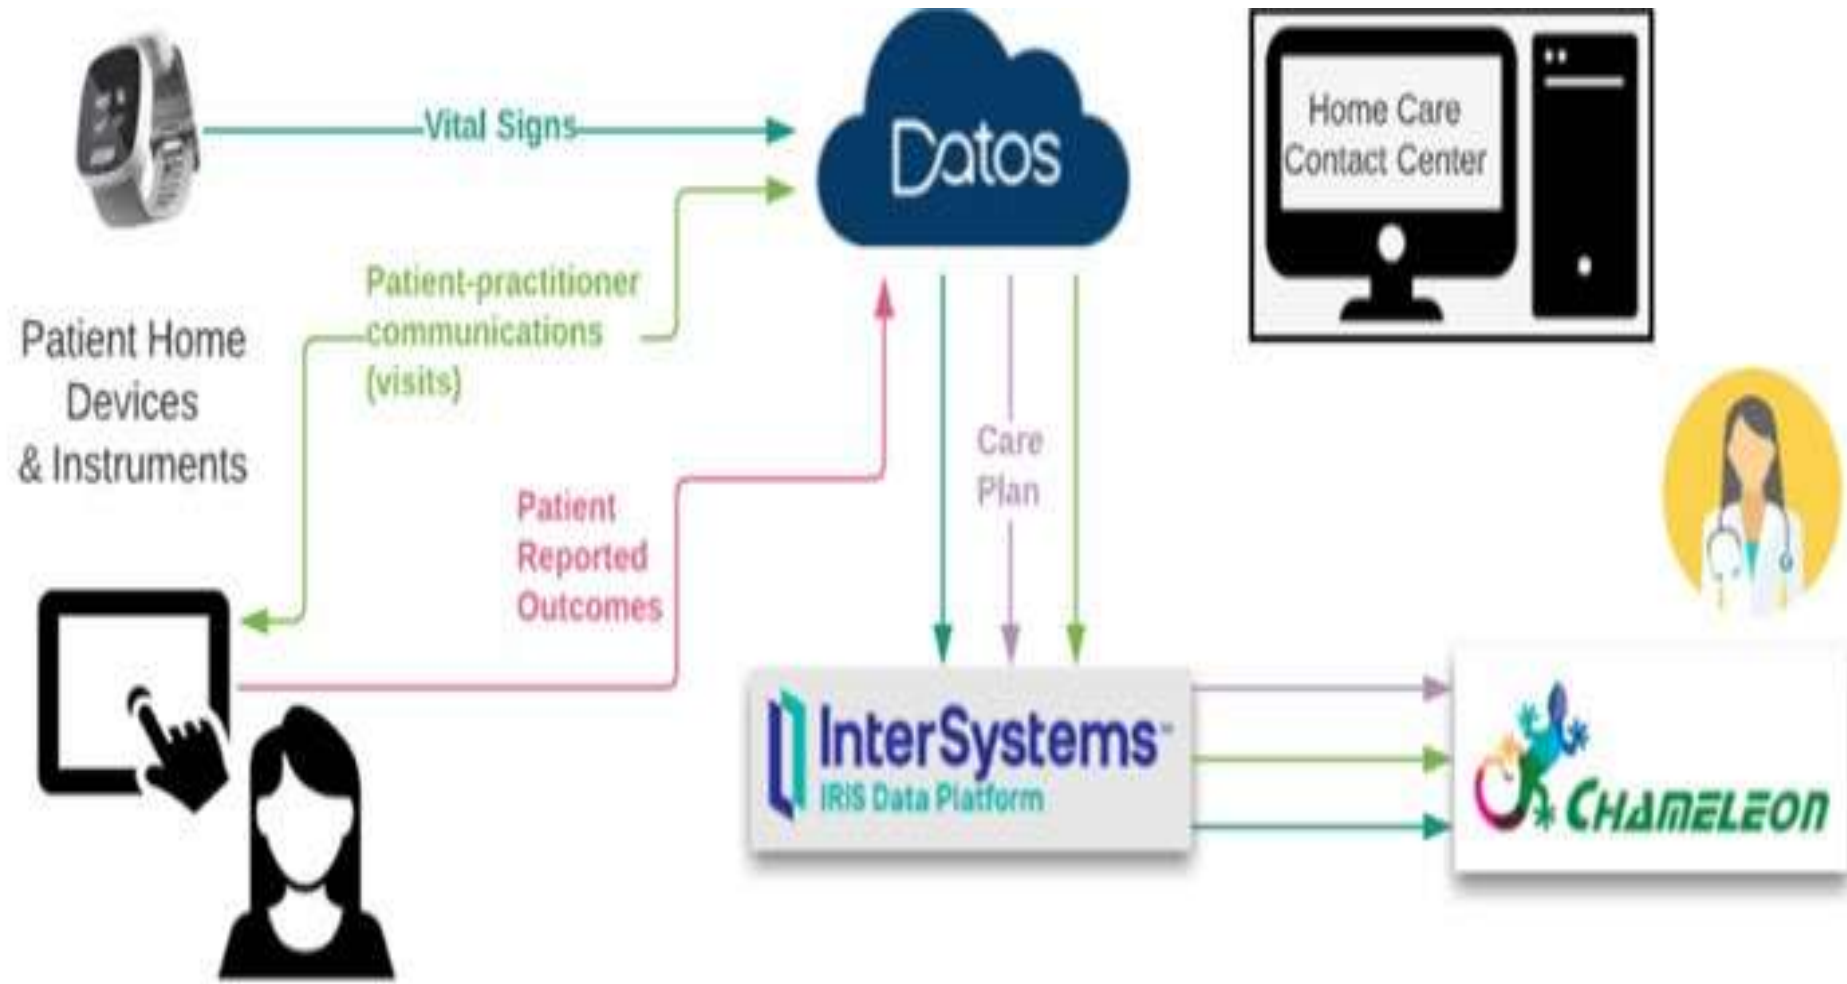 Vital Signs
Datos
Home Care
Contact Center
Patient-practitioner
communications
(visits)
Patient Home
Devices
& Instruments
Care
Plan
Patient
Reported
Outcomes
InterSystems
IRIS Data Platform
CHAMELEON